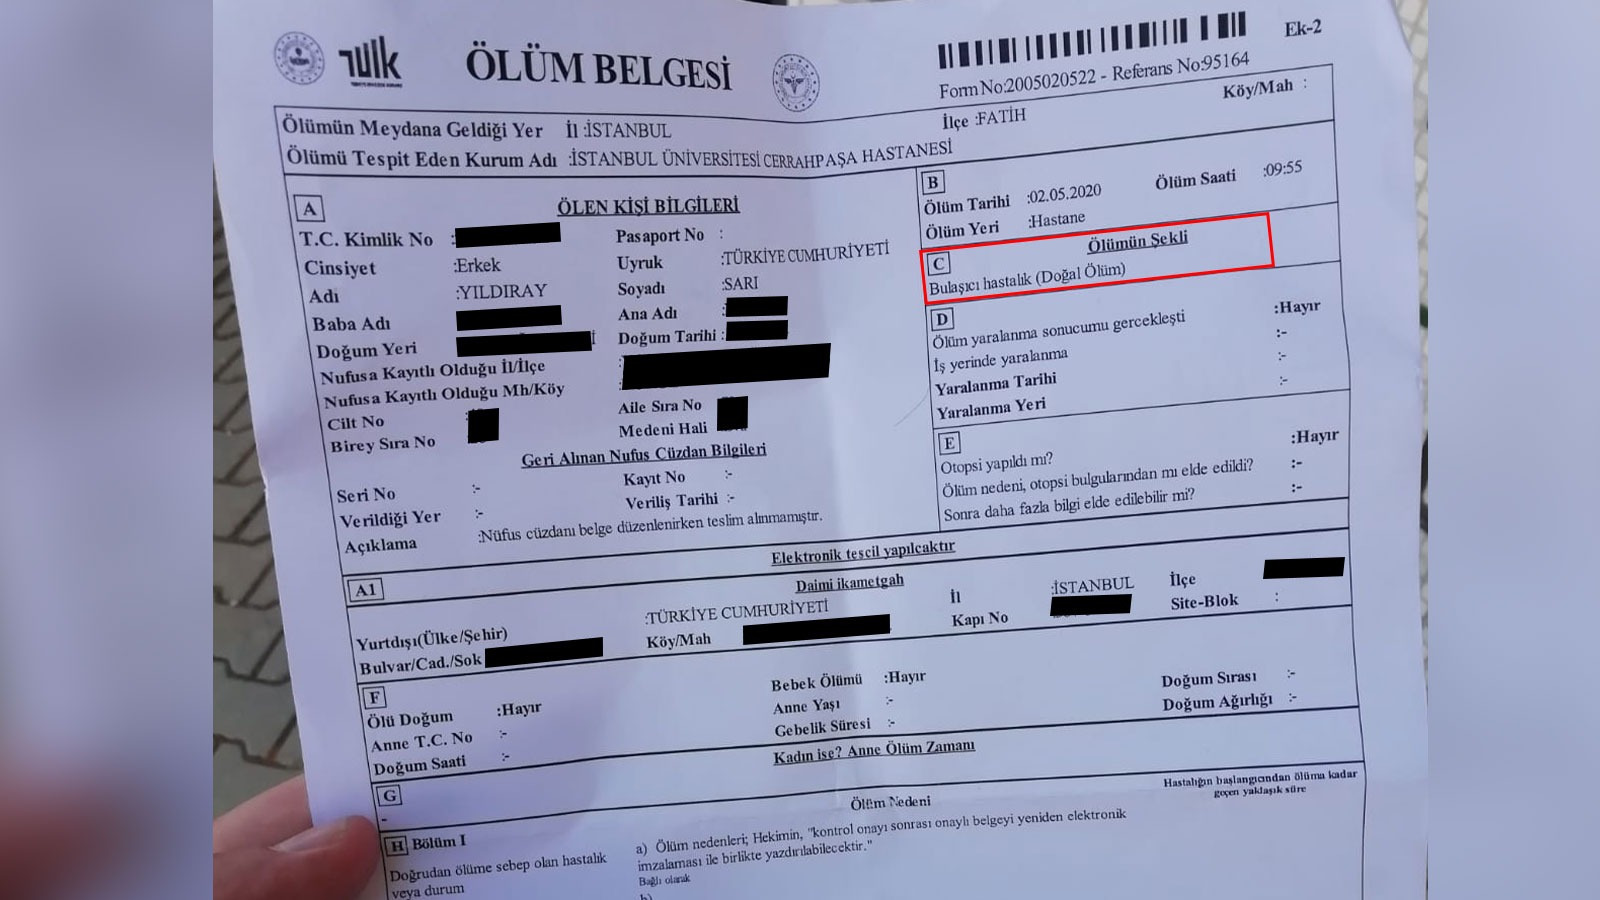 TUİK
ÖLÜM BELGESİ
Ek-2
Form No:2005020522 - Referans No:95164
Ölümün Meydana Geldiği Yer İl :İSTANBUL İlçe :FATİH Köy/Mah :
Ölümü Tespit Eden Kurum Adı :İSTANBUL ÜNİVERSİTESİ CERRAHPAŞA HASTANESİ
A ÖLEN KİŞİ BİLGİLERİ
T.C. Kimlik No : Pasaport No :
Cinsiyet :Erkek Uyruk :TÜRKİYE CUMHURİYETİ
Adı :YILDIRAY Soyadı :SARI
Baba Adı Ana Adı :
Doğum Yeri İ Doğum Tarihi :
Nufusa Kayıtlı Olduğu İl/İlçe :
Nufusa Kayıtlı Olduğu Mh/Köy :
Cilt No Aile Sıra No
Birey Sıra No Medeni Hali
Geri Alınan Nufus Cüzdan Bilgileri
Seri No :- Kayıt No :-
Verildiği Yer :- Veriliş Tarihi :-
Açıklama :Nüfus cüzdanı belge düzenlenirken teslim alınmamıştır.
B
Ölüm Tarihi :02.05.2020 Ölüm Saati :09:55
Ölüm Yeri :Hastane
C Ölümün Şekli
Bulaşıcı hastalik (Doğal Ölüm)
D
Ölüm yaralanma sonucumu gercekleşti :Hayır
İş yerinde yaralanma :-
Yaralanma Tarihi :-
Yaralanma Yeri :-
E
Otopsi yapıldı mı? :Hayır
Ölüm nedeni, otopsi bulgularından mı elde edildi? :-
Sonra daha fazla bilgi elde edilebilir mi? :-
Elektronik tescil yapılcaktır
A1 Daimi ikametgah
Yurtdışı(Ülke/Şehir) :TÜRKİYE CUMHURİYETİ İl :İSTANBUL İlçe
Bulvar/Cad./Sok Köy/Mah Kapı No Site-Blok :
F
Ölü Doğum :Hayır Bebek Ölümü :Hayır Doğum Sırası :-
Anne T.C. No :- Anne Yaşı :- Doğum Ağırlığı :-
Doğum Saati :- Gebelik Süresi :-
Kadın ise? Anne Ölüm Zamanı
G
-
Ölüm Nedeni
Hastalığın başlangıcından ölüma kadar
geçen yaklaşık süre
H Bölüm I
Doğrudan ölüme sebep olan hastalık
veya durum
a) Ölüm nedenleri; Hekimin, "kontrol onayı sonrası onaylı belgeyi yeniden elektronik
imzalaması ile birlikte yazdırılabilecektir."
Bağlı olarak
b)